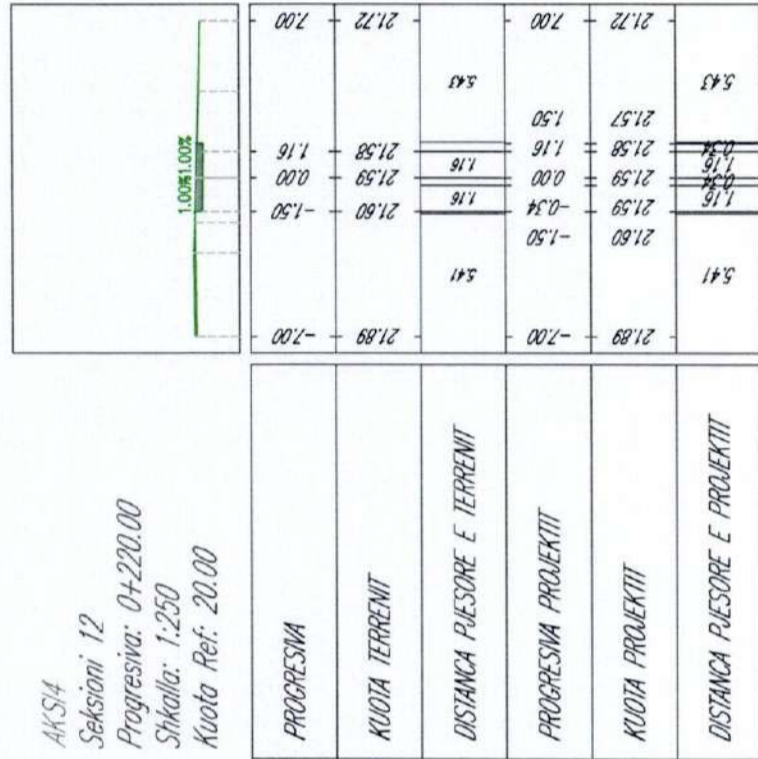 AKSI4
Seksioni 12
Progresiva: 0+220.00
Shkalla: 1:250
Kuota Ref: 20.00
1.00% 1.00%
PROGRESIVA
-7.00 -1.50 0.00 1.16 7.00
KUOTA TERRENIT
21.89 21.60 21.59 21.58 21.72
DISTANCA PJESORE E TERRENIT
5.41 1.16 1.16 5.43
PROGRESIVA PROJEKTIT
-7.00 -1.50 -0.34 0.00 1.16 1.50 7.00
KUOTA PROJEKTIT
21.89 21.60 21.59 21.59 21.58 21.57 21.72
DISTANCA PJESORE E PROJEKTIT
5.41 1.16 0.34 1.16 0.34 5.43